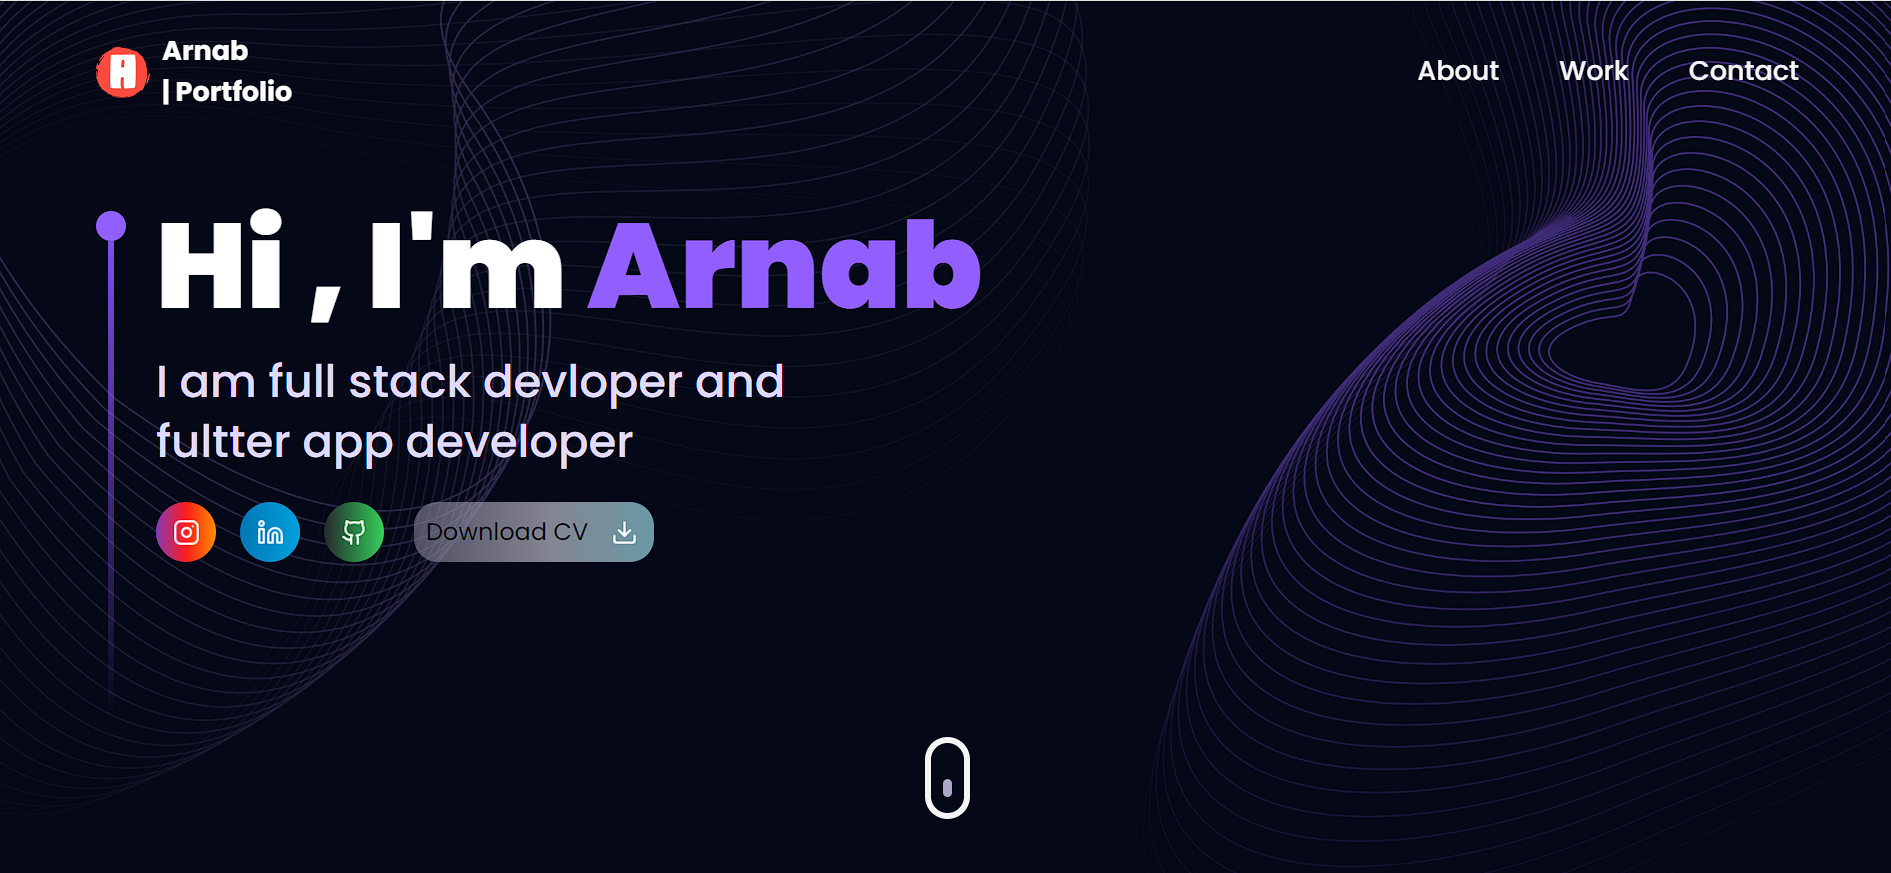 Arnab
| Portfolio
About
Work
Contact
Hi , I'm Arnab
I am full stack devloper and
fultter app developer
Download CV